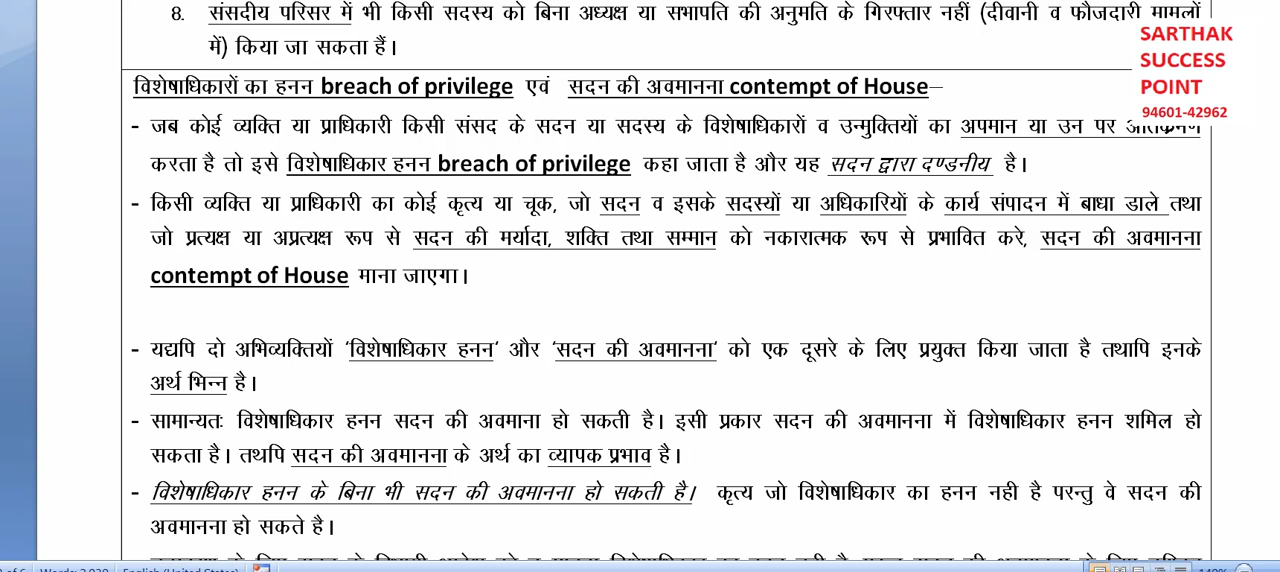 8. संसदीय परिसर में भी किसी सदस्य को बिना अध्यक्ष या सभापति की अनुमति के गिरफ्तार नहीं (दीवानी व फौजदारी मामलों
में) किया जा सकता हैं।
SARTHAK
SUCCESS
POINT
94601-42962
विशेषाधिकारों का हनन breach of privilege एवं सदन की अवमानना contempt of House–
- जब कोई व्यक्ति या प्राधिकारी किसी संसद के सदन या सदस्य के विशेषाधिकारों व उन्मुक्तियों का अपमान या उन पर अतिक्रमण
करता है तो इसे विशेषाधिकार हनन breach of privilege कहा जाता है और यह सदन द्वारा दण्डनीय है।
- किसी व्यक्ति या प्राधिकारी का कोई कृत्य या चूक, जो सदन व इसके सदस्यों या अधिकारियों के कार्य संपादन में बाधा डाले तथा
जो प्रत्यक्ष या अप्रत्यक्ष रूप से सदन की मर्यादा, शक्ति तथा सम्मान को नकारात्मक रूप से प्रभावित करे, सदन की अवमानना
contempt of House माना जाएगा।
- यद्यपि दो अभिव्यक्तियों 'विशेषाधिकार हनन' और 'सदन की अवमानना' को एक दूसरे के लिए प्रयुक्त किया जाता है तथापि इनके
अर्थ भिन्न है।
- सामान्यतः विशेषाधिकार हनन सदन की अवमाना हो सकती है। इसी प्रकार सदन की अवमानना में विशेषाधिकार हनन शमिल हो
सकता है। तथपि सदन की अवमानना के अर्थ का व्यापक प्रभाव है।
- विशेषाधिकार हनन के बिना भी सदन की अवमानना हो सकती है। कृत्य जो विशेषाधिकार का हनन नही है परन्तु वे सदन की
अवमानना हो सकते है।
English (United States)